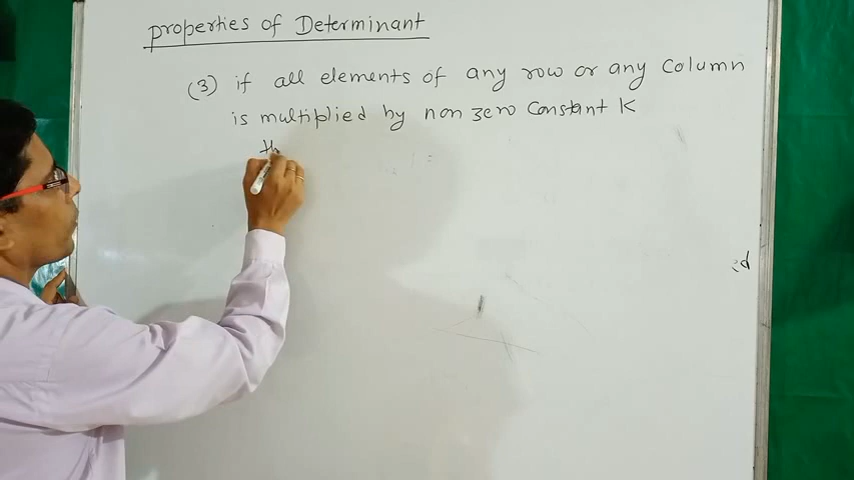 properties of Determinant
(3) if all elements of any row or any column
is multiplied by non zero constant K